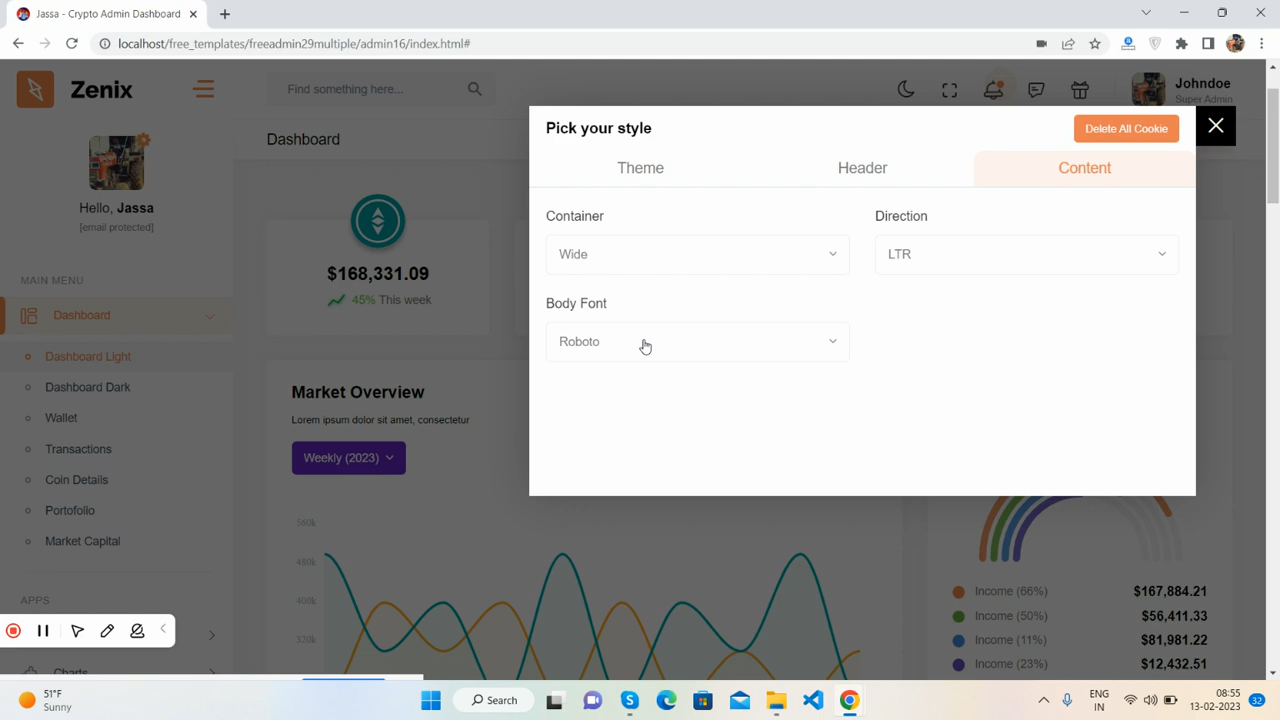 Jassa - Crypto Admin Dashboard
localhost/free_templates/freeadmin29multiple/admin16/index.html#
Zenix
Find something here...
Johndoe
Super Admin
Dashboard
Pick your style
Delete All Cookie
Theme
Header
Content
Container
Direction
Wide
LTR
Body Font
Roboto
Hello, Jassa
[email protected]
MAIN MENU
Dashboard
Dashboard Light
Dashboard Dark
Wallet
Transactions
Coin Details
Portofolio
Market Capital
APPS
Charts
$168,331.09
45% This week
Market Overview
Lorem ipsum dolor sit amet, consectetur
Weekly (2023)
560k
480k
400k
320k
Income (66%) $167,884.21
Income (50%) $56,411.33
Income (11%) $81,981.22
Income (23%) $12,432.51
51°F
Sunny
Search
ENG
IN
08:55
13-02-2023
32